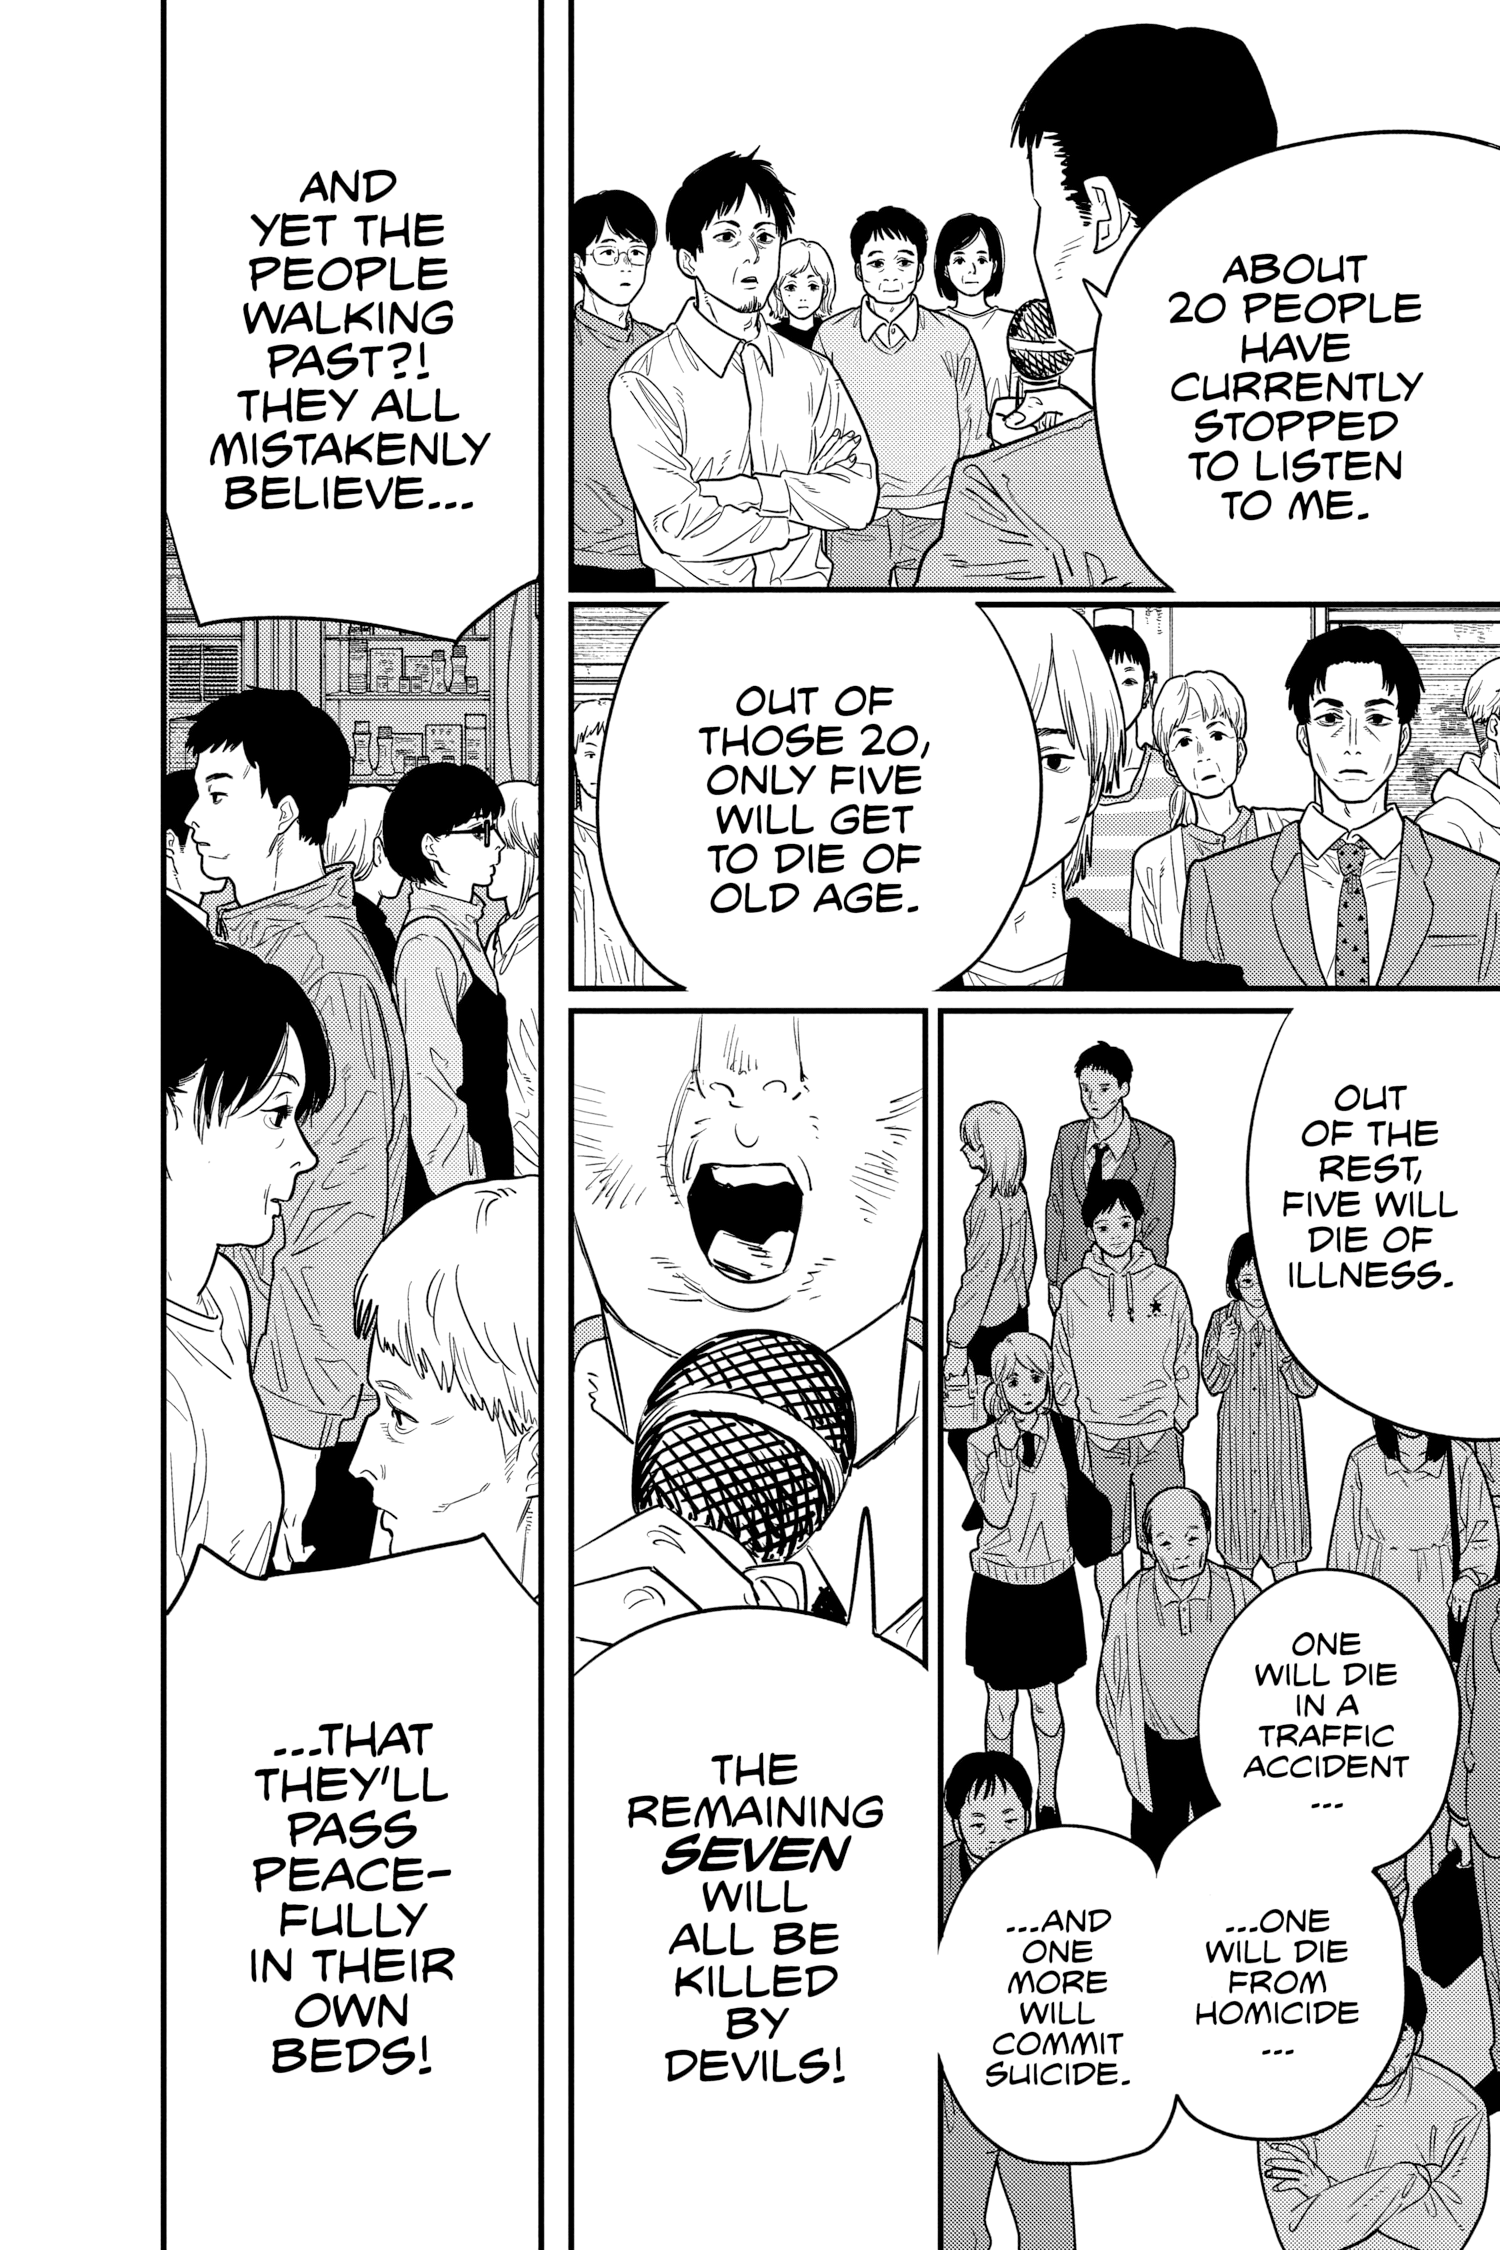 ABOUT
20 PEOPLE
HAVE
CURRENTLY
STOPPED
TO LISTEN
TO ME.
OUT OF
THOSE 20,
ONLY FIVE
WILL GET
TO DIE OF
OLD AGE.
OUT
OF THE
REST,
FIVE WILL
DIE OF
ILLNESS.
ONE
WILL DIE
IN A
TRAFFIC
ACCIDENT
...
...ONE
WILL DIE
FROM
HOMICIDE
...
...AND
ONE
MORE
WILL
COMMIT
SUICIDE.
THE
REMAINING
SEVEN
WILL
ALL BE
KILLED
BY
DEVILS!
AND
YET THE
PEOPLE
WALKING
PAST?!
THEY ALL
MISTAKENLY
BELIEVE...
...THAT
THEY'LL
PASS
PEACE-
FULLY
IN THEIR
OWN
BEDS!